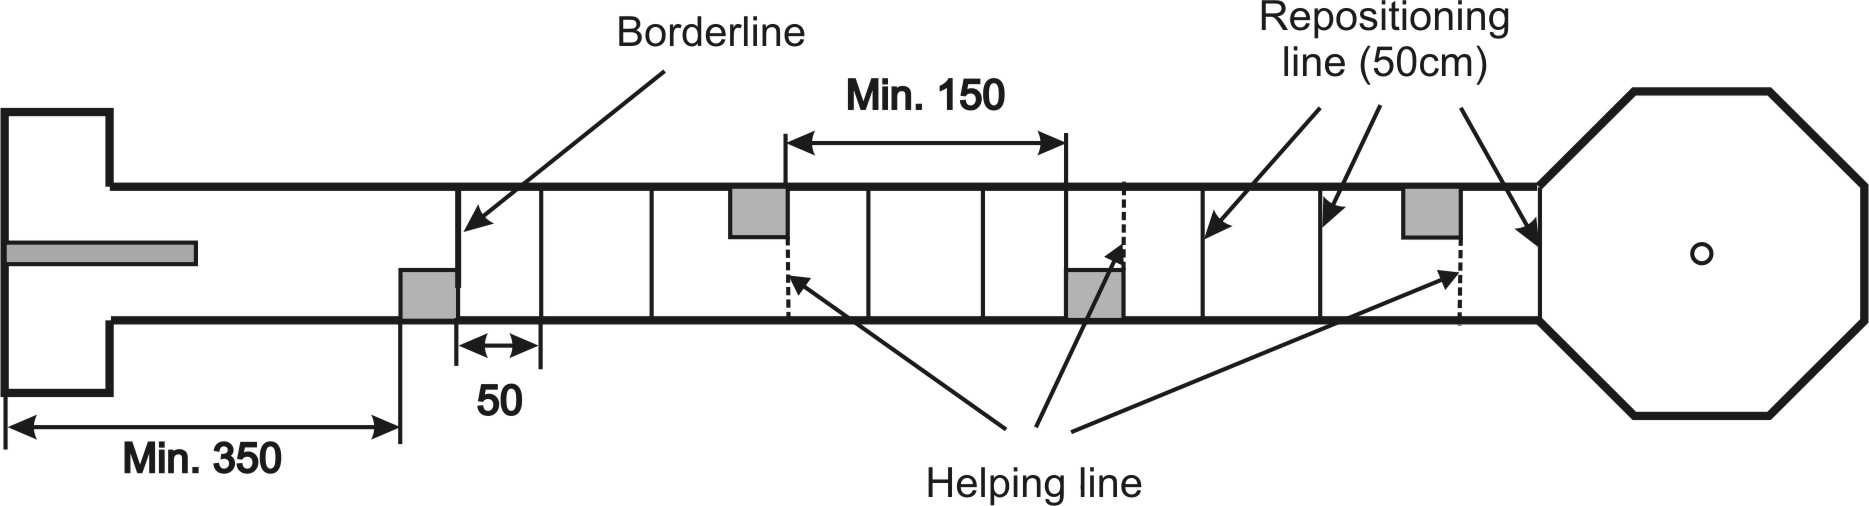 Borderline
Min. 150
Repositioning
line (50cm)
50
Min. 350
Helping line